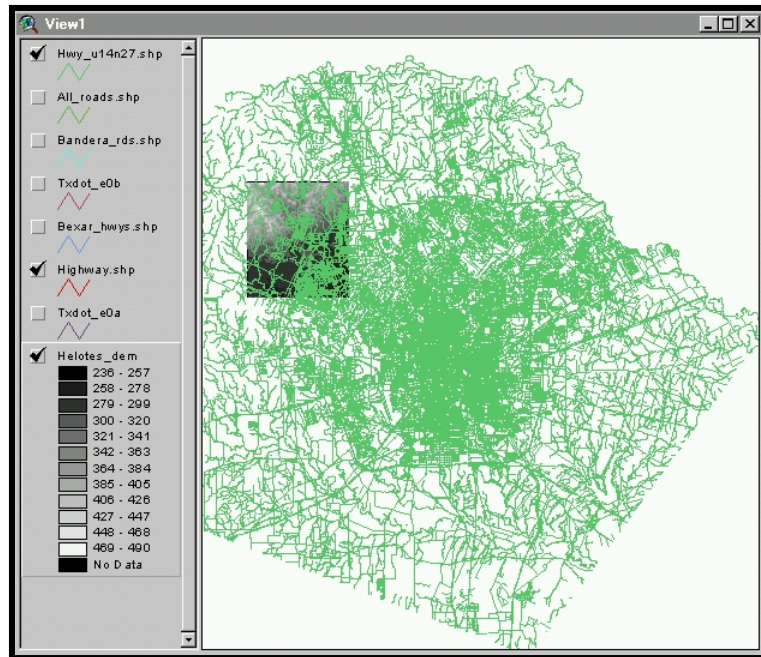 View1
Hwy_u14n27.shp
All_roads.shp
Bandera_rds.shp
Txdot_e0b
Bexar_hwys.shp
Highway.shp
Txdot_e0a
Helotes_dem
236 - 257
258 - 278
279 - 299
300 - 320
321 - 341
342 - 363
364 - 384
385 - 405
406 - 426
427 - 447
448 - 468
469 - 490
No Data